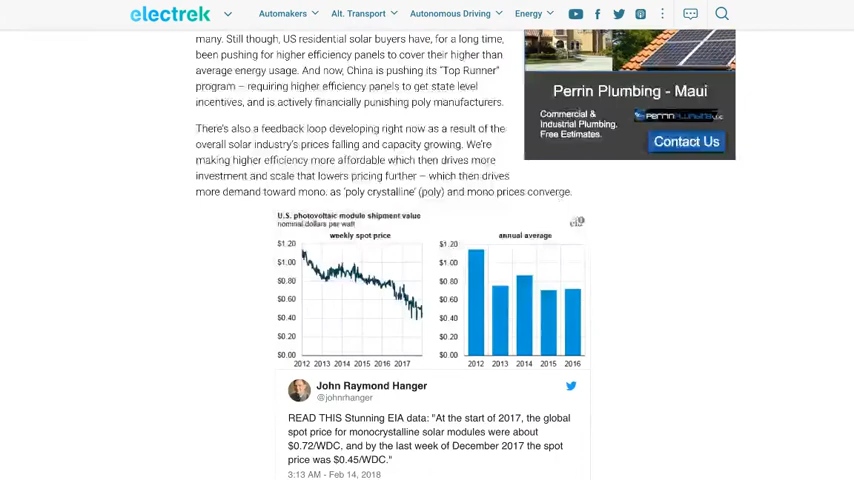 electrek
Automakers Alt. Transport Autonomous Driving Energy
many. Still though, US residential solar buyers have, for a long time,
been pushing for higher efficiency panels to cover their higher than
average energy usage. And now, China is pushing its “Top Runner”
program – requiring higher efficiency panels to get state level
incentives, and is actively financially punishing poly manufacturers.
There’s also a feedback loop developing right now as a result of the
overall solar industry’s prices falling and capacity growing. We’re
making higher efficiency more affordable which then drives more
investment and scale that lowers pricing further – which then drives
more demand toward mono. as ‘poly crystalline’ (poly) and mono prices converge.
Perrin Plumbing - Maui
Commercial &
Industrial Plumbing.
Free Estimates.
PERRIN PLUMBING
Contact Us
U.S. photovoltaic module shipment value
nominal dollars per watt
eia
weekly spot price
$1.20
$1.00
$0.80
$0.60
$0.40
$0.20
$0.00
2012 2013 2014 2015 2016 2017
annual average
$1.20
$1.00
$0.80
$0.60
$0.40
$0.20
$0.00
2012 2013 2014 2015 2016
John Raymond Hanger
@johnrhanger
READ THIS Stunning EIA data: "At the start of 2017, the global
spot price for monocrystalline solar modules were about
$0.72/WDC, and by the last week of December 2017 the spot
price was $0.45/WDC."
3:13 AM - Feb 14, 2018